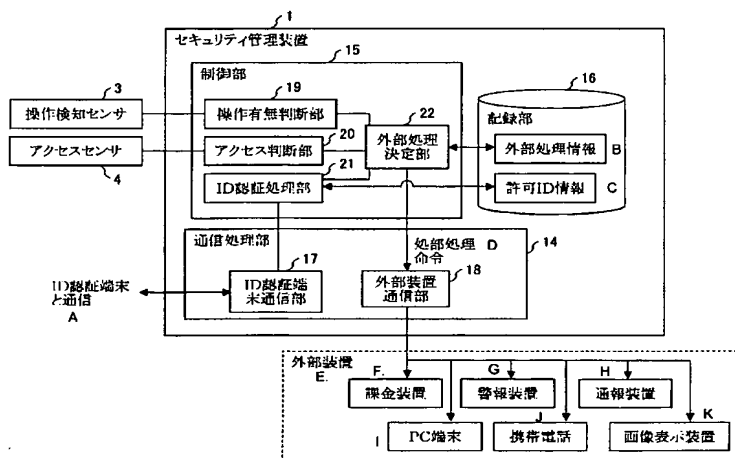 1
セキュリティ管理装置
15
制御部
3
操作検知センサ
19
操作有無判断部
16
記録部
22
外部処理
決定部
外部処理情報 B
アクセスセンサ
4
20
アクセス判断部
21
ID認証処理部
許可ID情報 C
通信処理部
処部処理 D
命令
14
17
ID認証端
末通信部
18
外部装置
通信部
ID認証端末
と通信
A
外部装置
E.
F.
課金装置
G
警報装置
H
通報装置
I
PC端末
J
携帯電話
K
画像表示装置